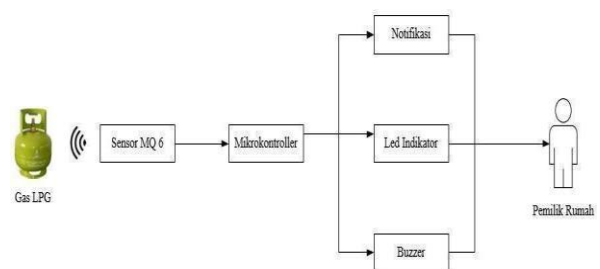 Notifikasi
Sensor MQ 6
Mikrokontroller
Led Indikator
Gas LPG
Pemilik Rumah
Buzzer